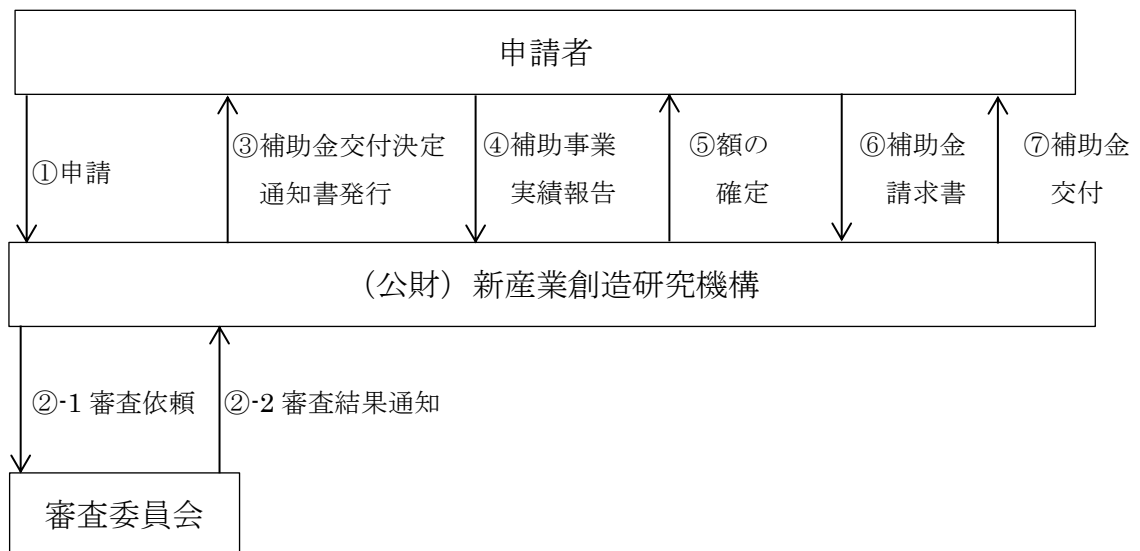 申請者
①申請
③補助金交付決定
通知書発行
④補助事業
実績報告
⑤額の
確定
⑥補助金
請求書
⑦補助金
交付
（公財）新産業創造研究機構
②-1 審査依頼
②-2 審査結果通知
審査委員会